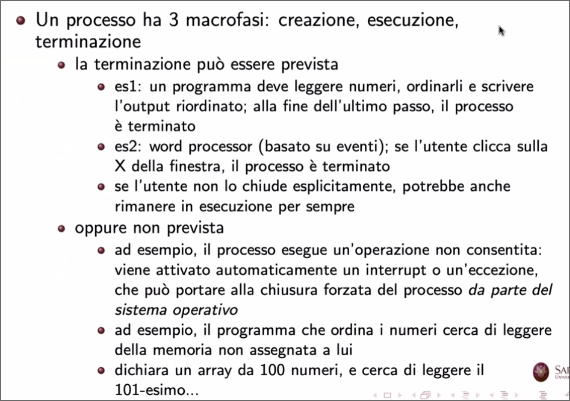 Un processo ha 3 macrofasi: creazione, esecuzione,
terminazione
la terminazione può essere prevista
es1: un programma deve leggere numeri, ordinarli e scrivere
l'output riordinato; alla fine dell'ultimo passo, il processo
è terminato
es2: word processor (basato su eventi); se l'utente clicca sulla
X della finestra, il processo è terminato
se l'utente non lo chiude esplicitamente, potrebbe anche
rimanere in esecuzione per sempre
oppure non prevista
ad esempio, il processo esegue un'operazione non consentita:
viene attivato automaticamente un interrupt o un'eccezione,
che può portare alla chiusura forzata del processo da parte del
sistema operativo
ad esempio, il programma che ordina i numeri cerca di leggere
della memoria non assegnata a lui
dichiara un array da 100 numeri, e cerca di leggere il
101-esimo...